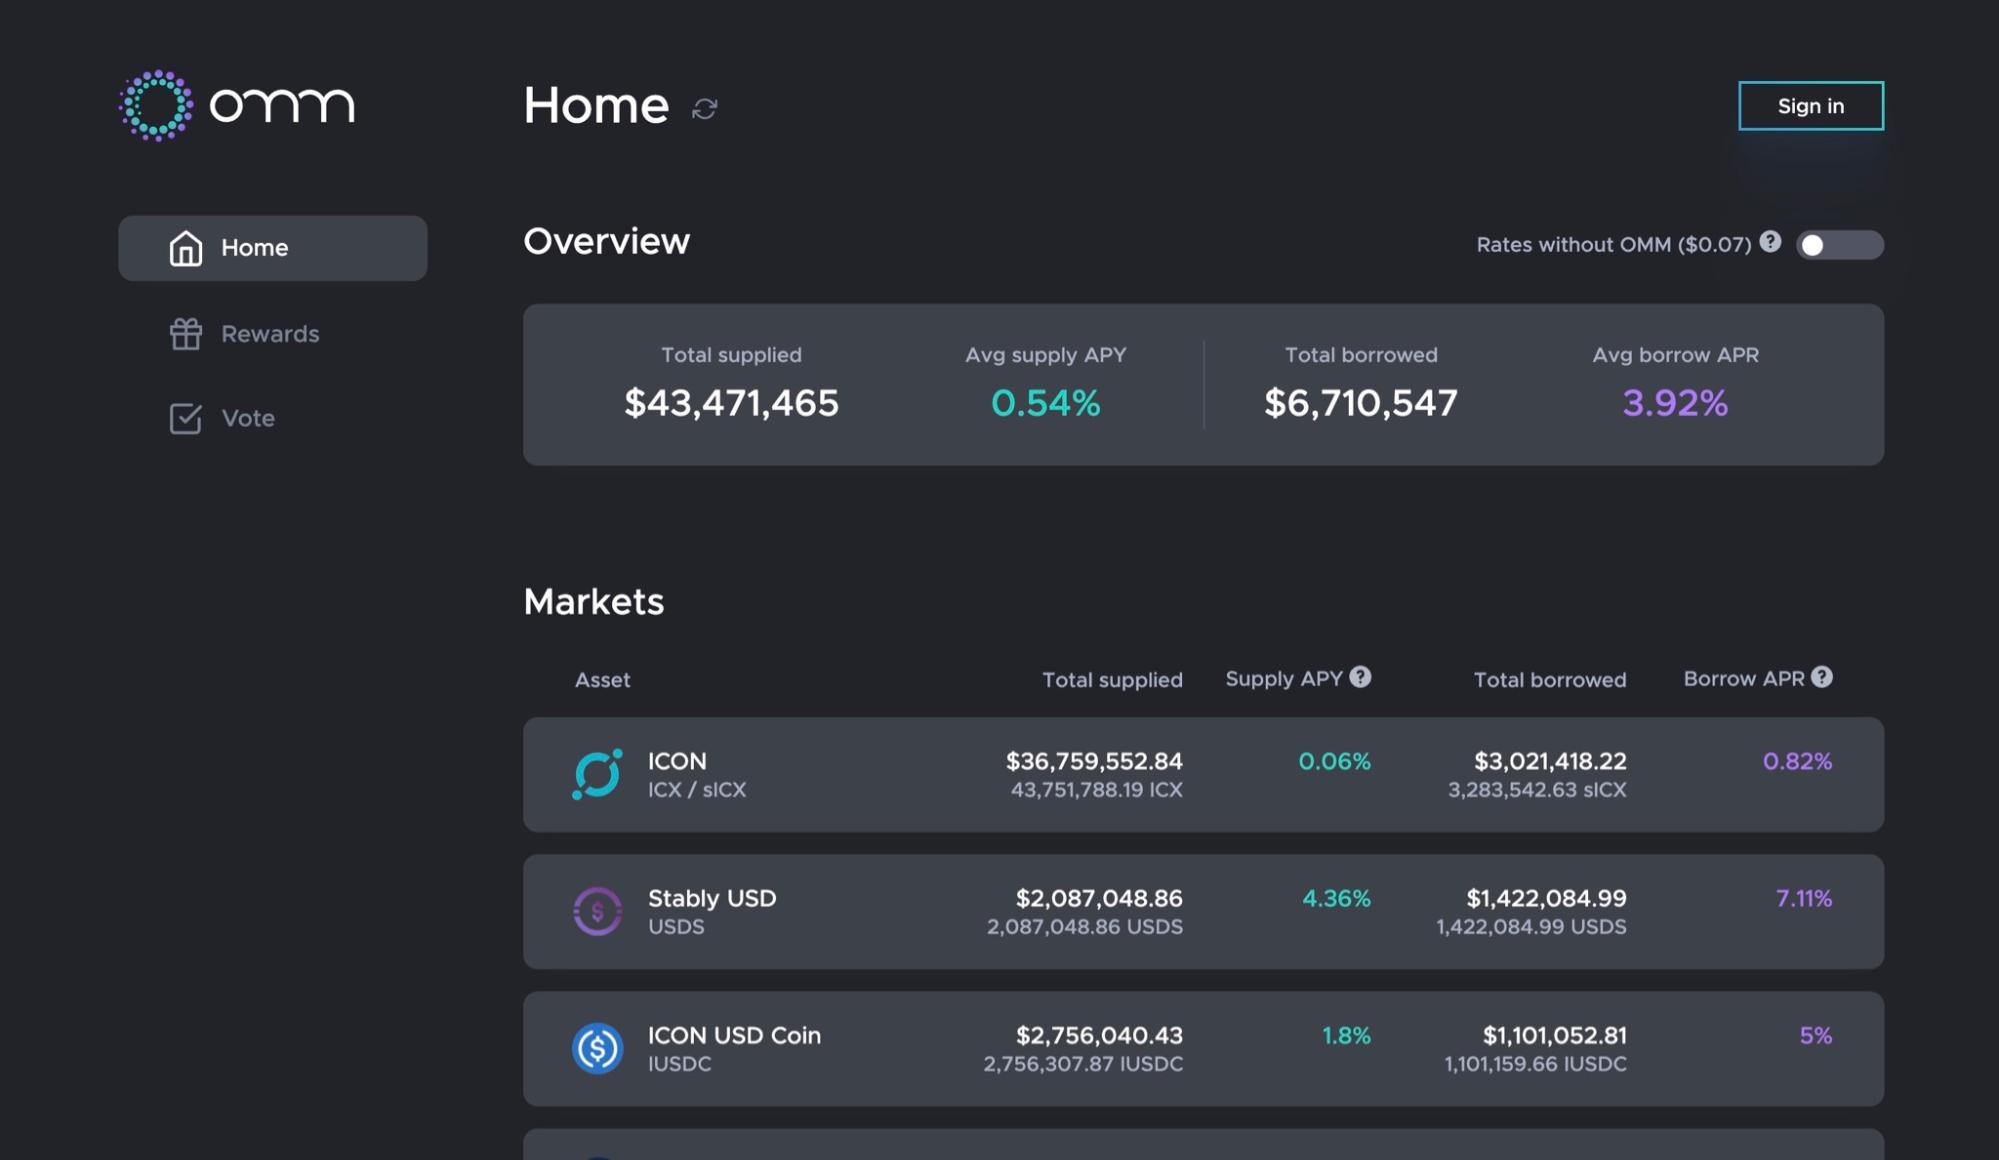 omm
Home
Sign in
Home
Rewards
Vote
Overview
Rates without OMM ($0.07) ?
Total supplied
$43,471,465
Avg supply APY
0.54%
Total borrowed
$6,710,547
Avg borrow APR
3.92%
Markets
Asset Total supplied Supply APY ? Total borrowed Borrow APR ?
ICON $36,759,552.84 0.06% $3,021,418.22 0.82%
ICX / sICX 43,751,788.19 ICX 3,283,542.63 sICX
Stably USD $2,087,048.86 4.36% $1,422,084.99 7.11%
USDS 2,087,048.86 USDS 1,422,084.99 USDS
ICON USD Coin $2,756,040.43 1.8% $1,101,052.81 5%
IUSDC 2,756,307.87 IUSDC 1,101,159.66 IUSDC